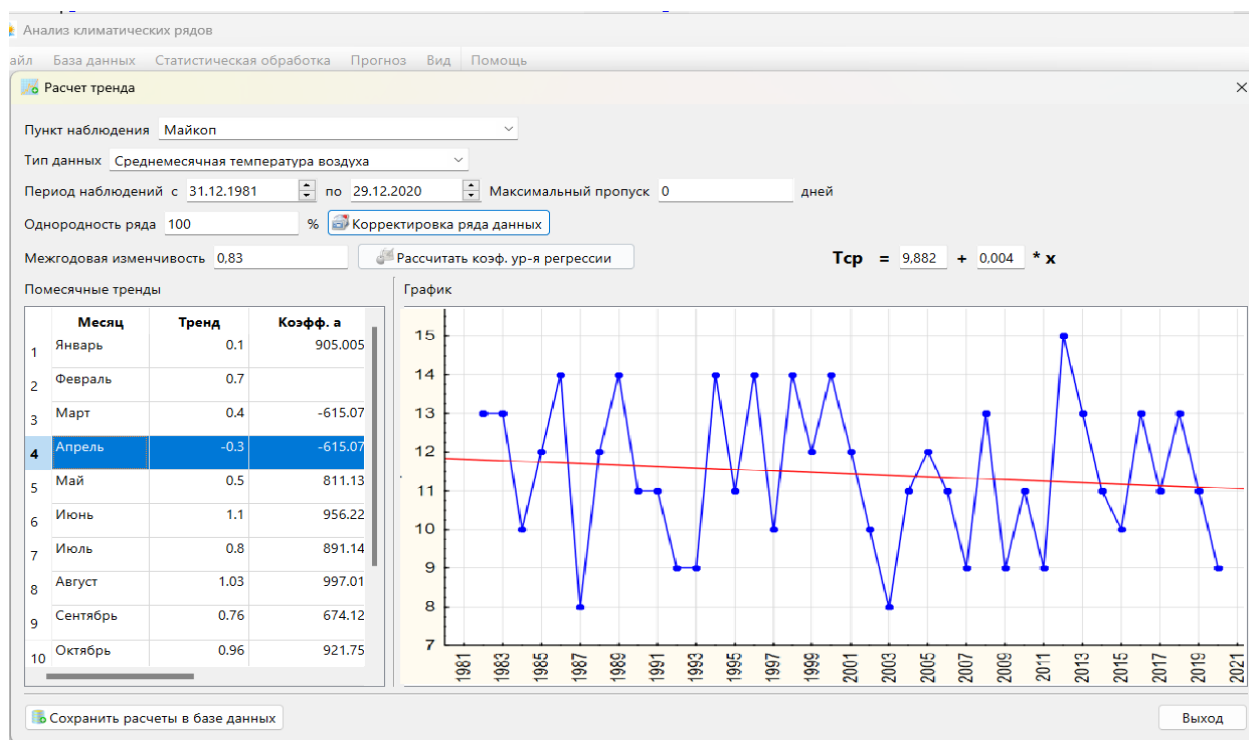 Анализ климатических рядов
айл База данных Статистическая обработка Прогноз Вид Помощь
Расчет тренда
Пункт наблюдения Майкоп
Тип данных Среднемесячная температура воздуха
Период наблюдений с 31.12.1981 по 29.12.2020 Максимальный пропуск 0 дней
Однородность ряда 100 % Корректировка ряда данных
Межгодовая изменчивость 0,83 Рассчитать коэф. ур-я регрессии Тср = 9,882 + 0,004 * х
Помесячные тренды График
Месяц Тренд Коэфф. а
1 Январь 0.1 905.005
2 Февраль 0.7
3 Март 0.4 -615.07
4 Апрель -0.3 -615.07
5 Май 0.5 811.13
6 Июнь 1.1 956.22
7 Июль 0.8 891.14
8 Август 1.03 997.01
9 Сентябрь 0.76 674.12
10 Октябрь 0.96 921.75
15
14
13
12
11
10
9
8
7
1981 1983 1985 1987 1989 1991 1993 1995 1997 1999 2001 2003 2005 2007 2009 2011 2013 2015 2017 2019 2021
Сохранить расчеты в базе данных Выход